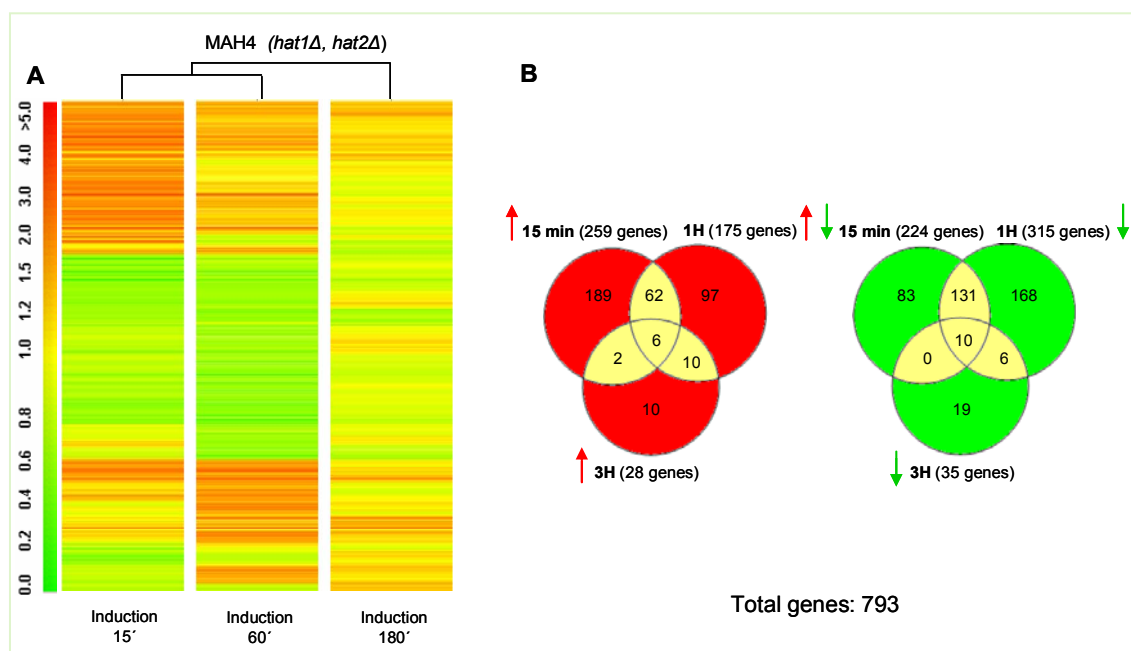 MAH4 (hat1Δ, hat2Δ)
A
>5.0
4.0
3.0
2.0
1.5
1.2
1.0
0.8
0.6
0.4
0.2
0.0
Induction
15´
Induction
60´
Induction
180´
B
15 min (259 genes)
1H (175 genes)
189
62
97
6
2
10
10
3H (28 genes)
15 min (224 genes)
1H (315 genes)
83
131
168
10
0
6
19
3H (35 genes)
Total genes: 793